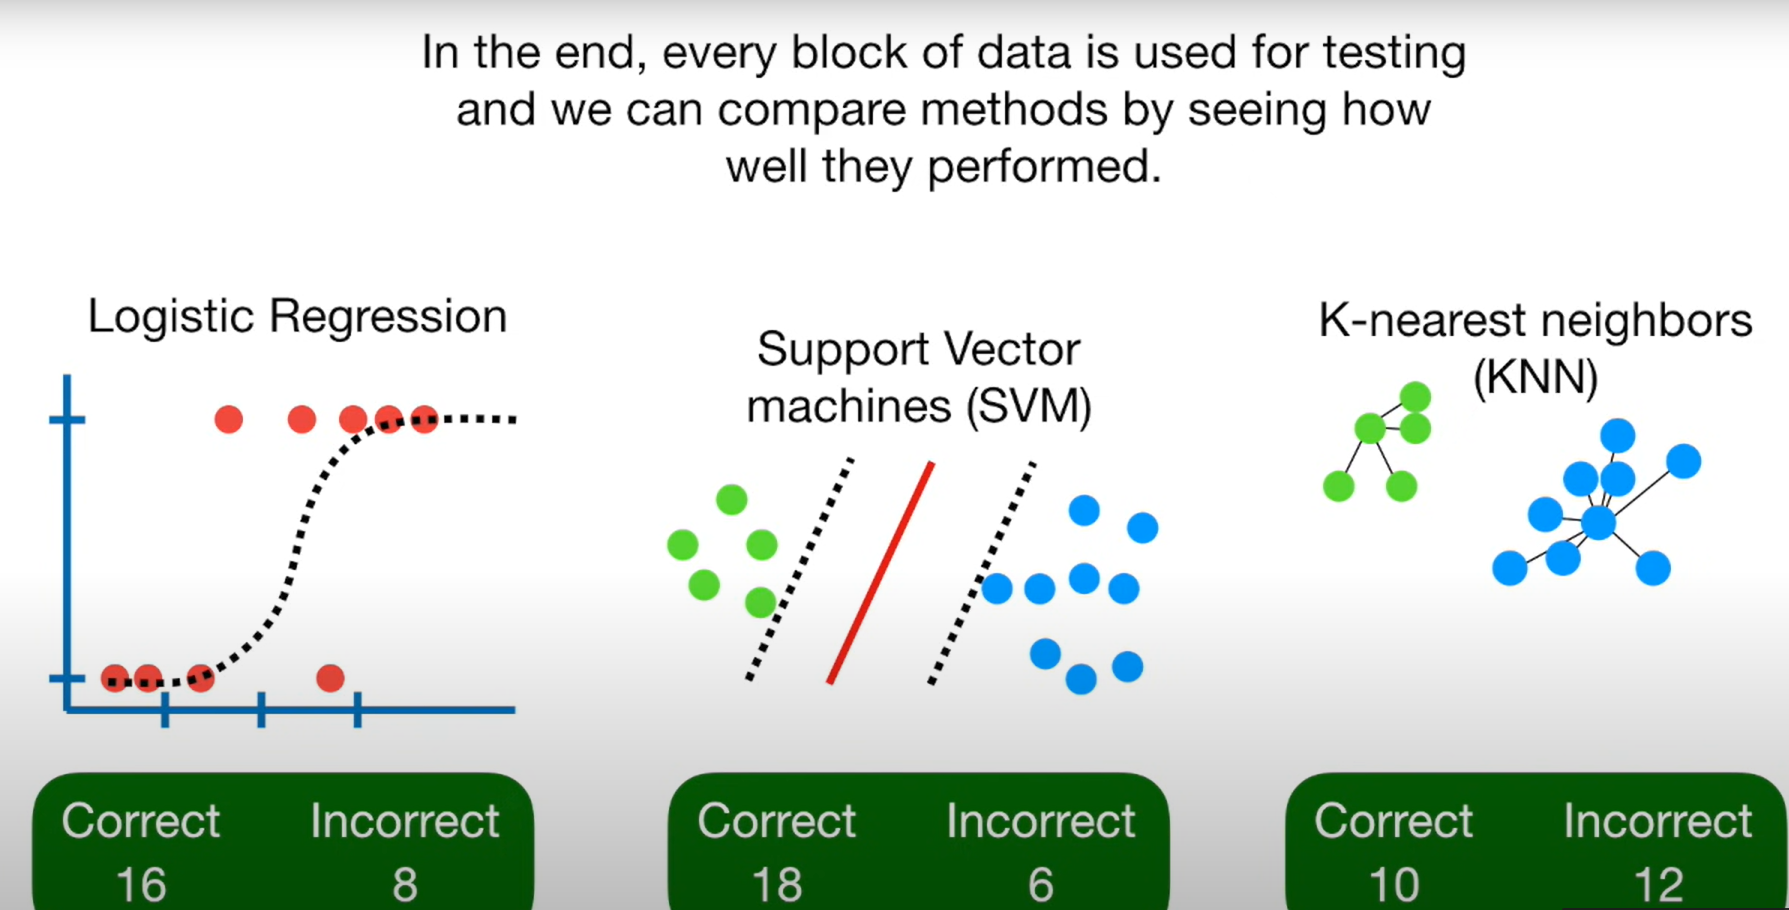 In the end, every block of data is used for testing
and we can compare methods by seeing how
well they performed.
Logistic Regression
Support Vector
machines (SVM)
K-nearest neighbors
(KNN)
Correct Incorrect
16 8
Correct Incorrect
18 6
Correct Incorrect
10 12